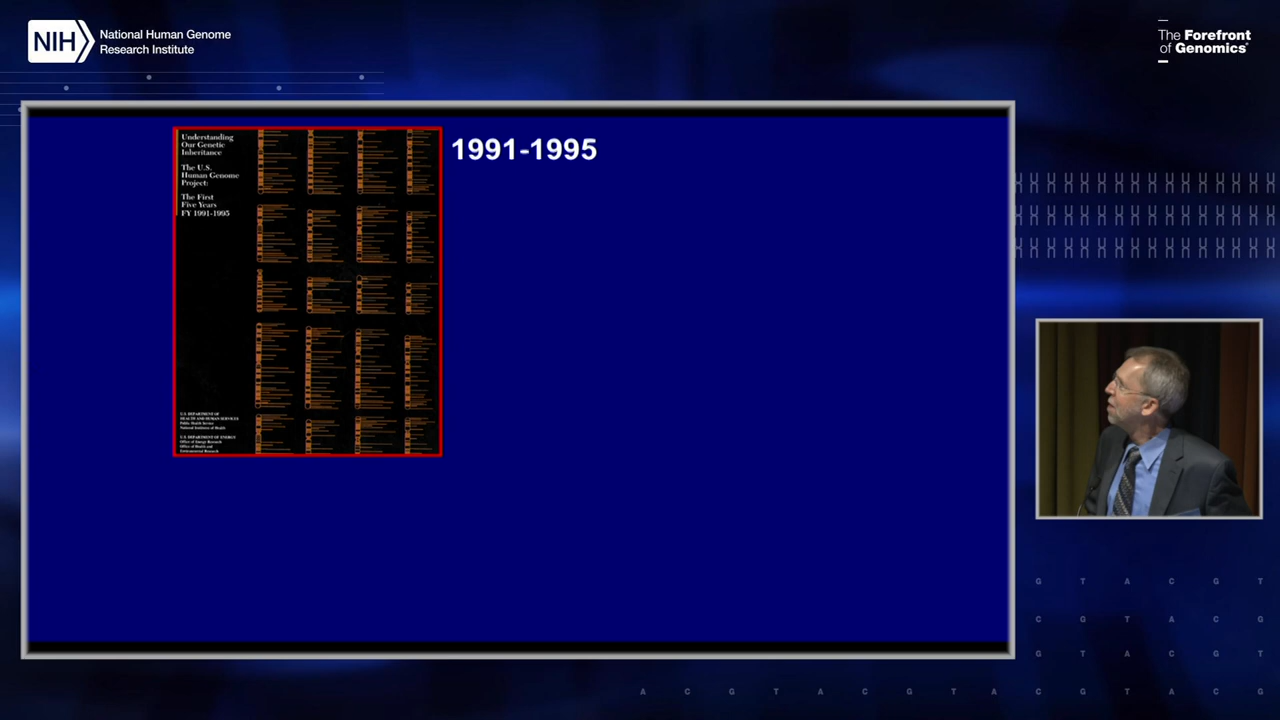 NIH
National Human Genome
Research Institute
The Forefront
of Genomics®
Understanding
Our Genetic
Inheritance
The U.S.
Human Genome
Project:
The First
Five Years
FY 1991-1995
1991-1995
U.S. DEPARTMENT OF
HEALTH AND HUMAN SERVICES
Public Health Service
National Institutes of Health
U.S. DEPARTMENT OF ENERGY
Office of Energy Research
Office of Health and
Environmental Research
G T A C G T
C G T A C G
G T A C G T
A C G T A C G T A C G T A C G